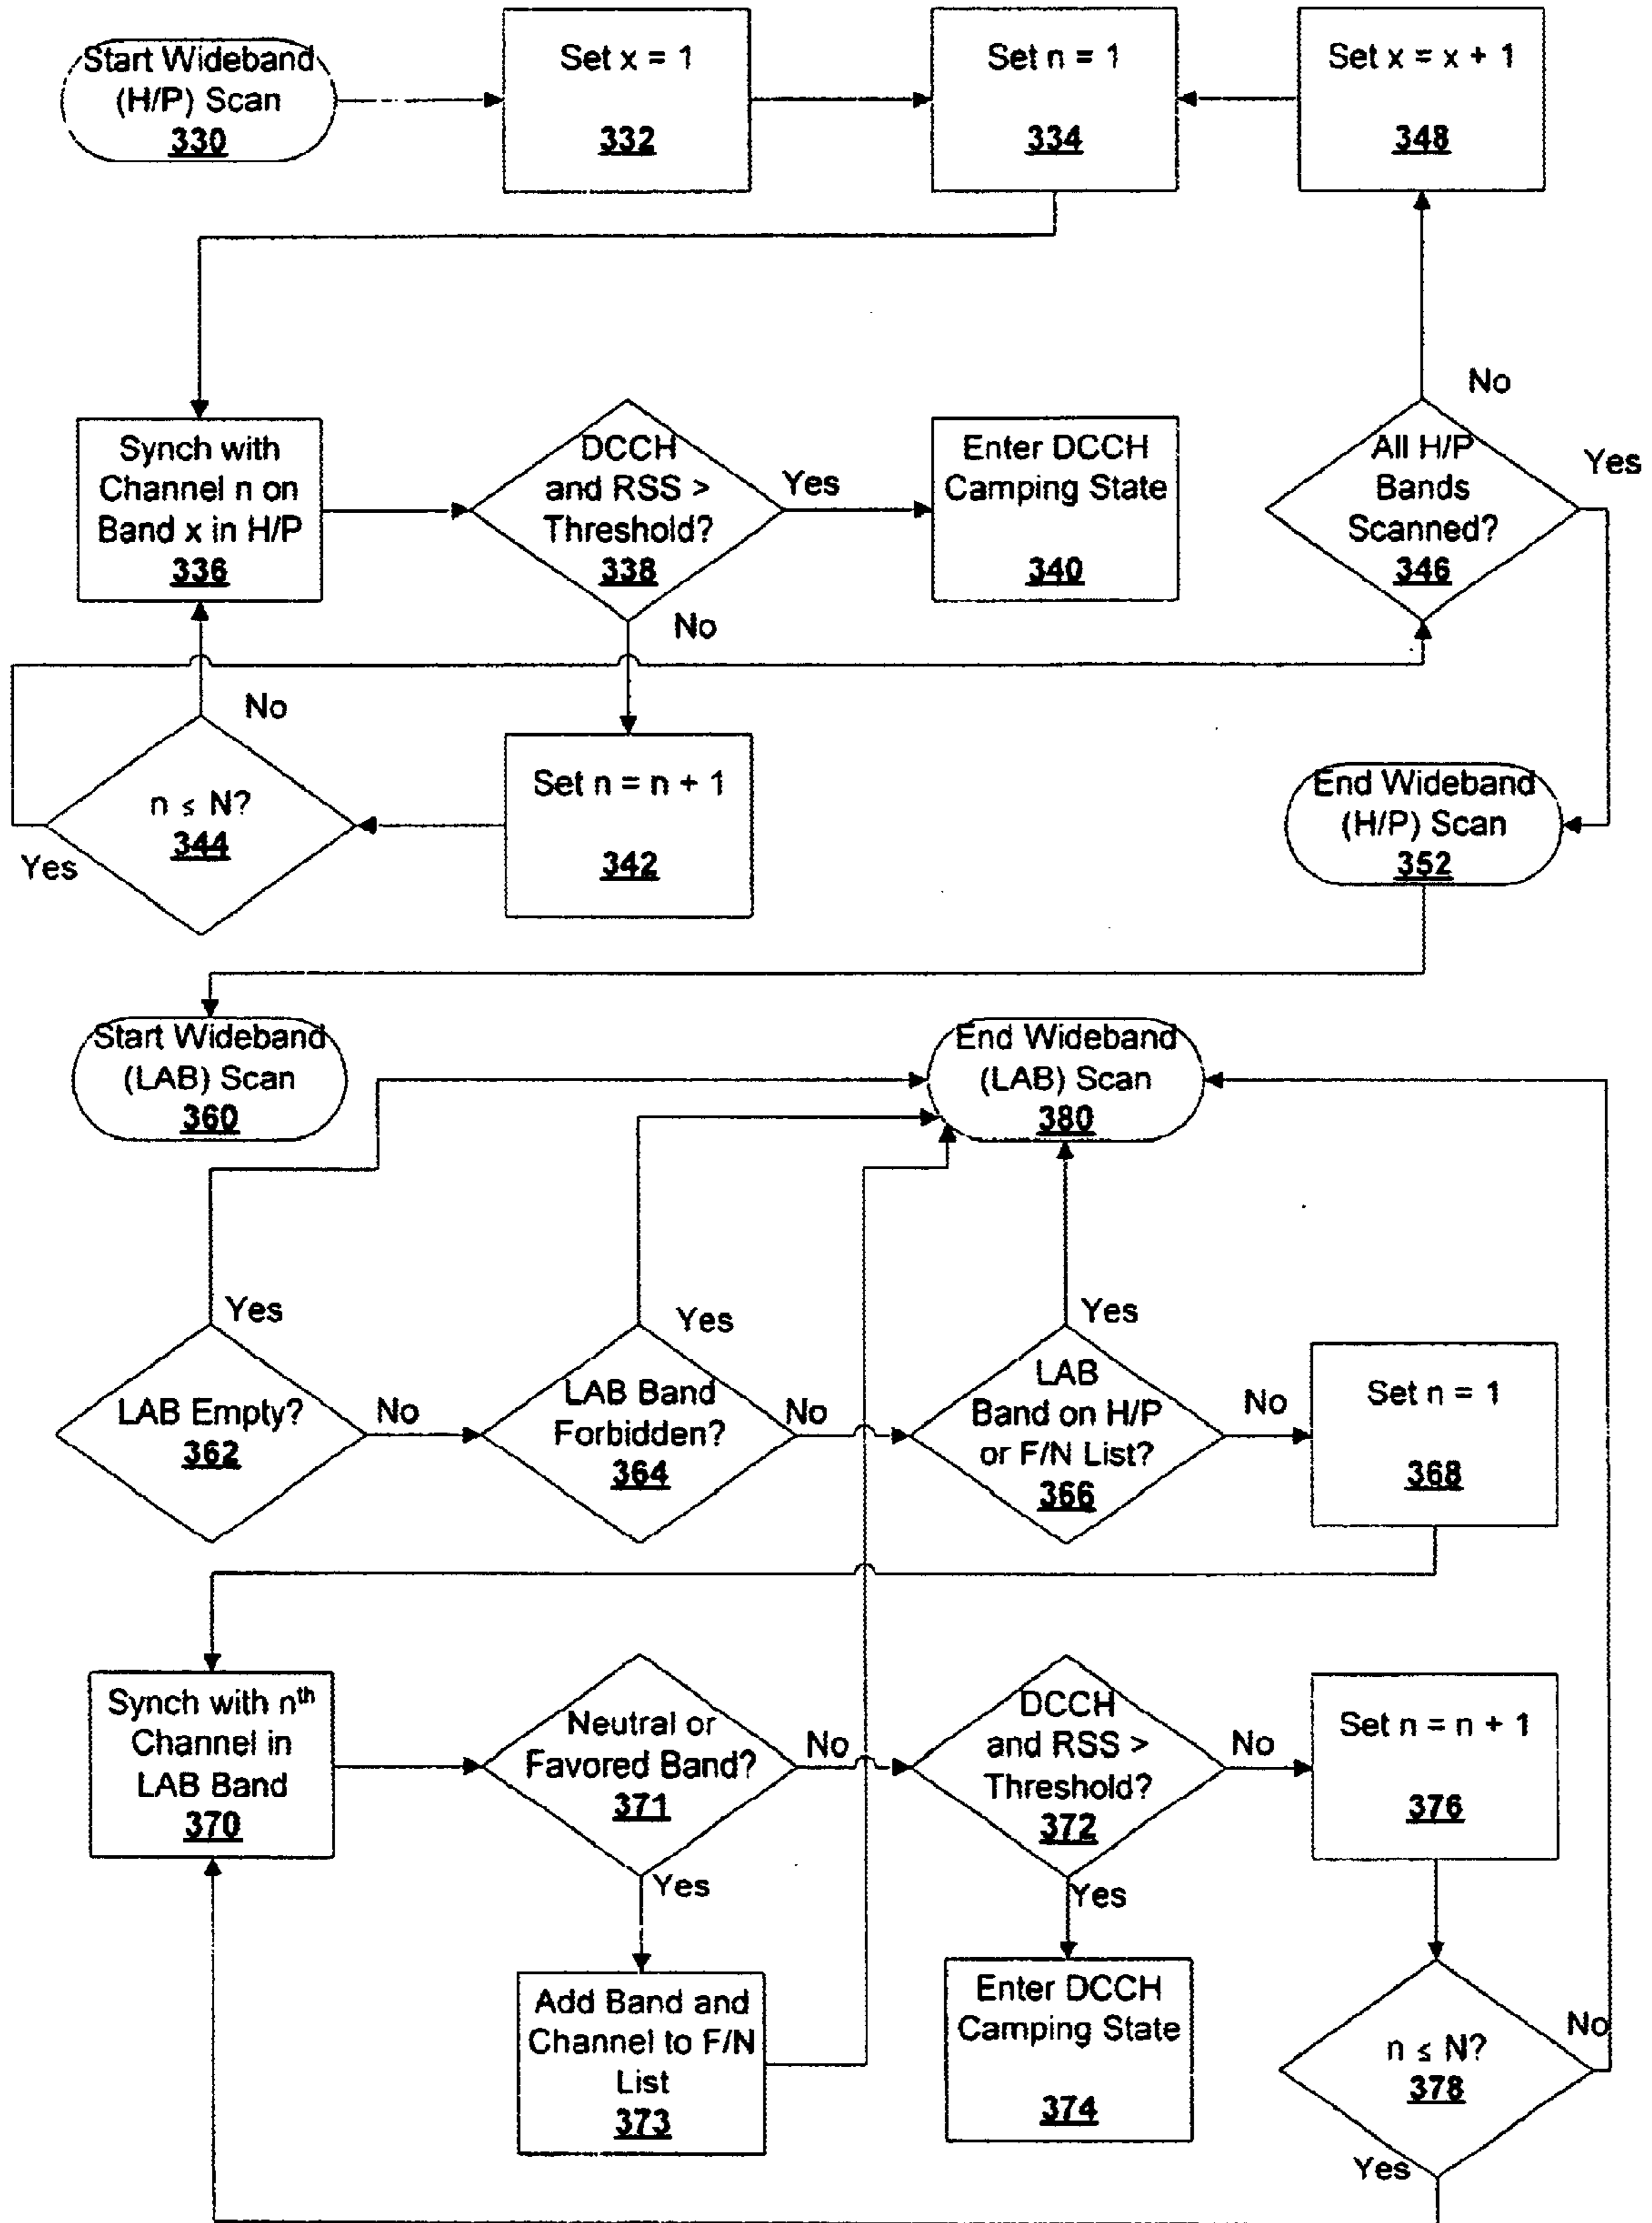 Start Wideband
(H/P) Scan
330
Set x = 1
332
Set n = 1
334
Set x = x + 1
348
Synch with
Channel n on
Band x in H/P
336
DCCH
and RSS >
Threshold?
338
Yes
No
Enter DCCH
Camping State
340
All H/P
Bands
Scanned?
346
No
Yes
n ≤ N?
344
No
Yes
Set n = n + 1
342
End Wideband
(H/P) Scan
352
Start Wideband
(LAB) Scan
360
End Wideband
(LAB) Scan
380
LAB Empty?
362
Yes
No
LAB Band
Forbidden?
364
Yes
No
LAB
Band on H/P
or F/N List?
366
Yes
No
Set n = 1
368
Synch with nth
Channel in
LAB Band
370
Neutral or
Favored Band?
371
No
Yes
DCCH
and RSS >
Threshold?
372
No
Yes
Set n = n + 1
376
Add Band and
Channel to F/N
List
373
Enter DCCH
Camping State
374
n ≤ N?
378
No
Yes